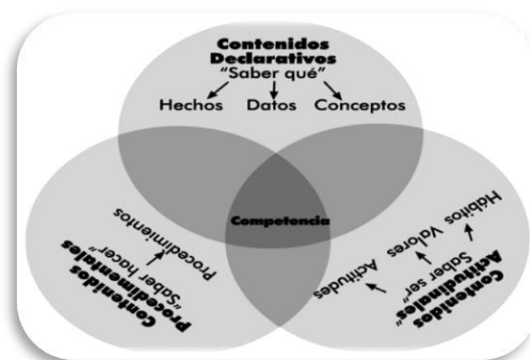 Contenidos
Declarativos
“Saber qué”
Hechos Datos Conceptos
Competencia
Procedimientos
“Saber hacer”
Procedimentales
Contenidos
Hábitos Valores
Actitudes
Saber ser”
Actitudinales
Contenidos“